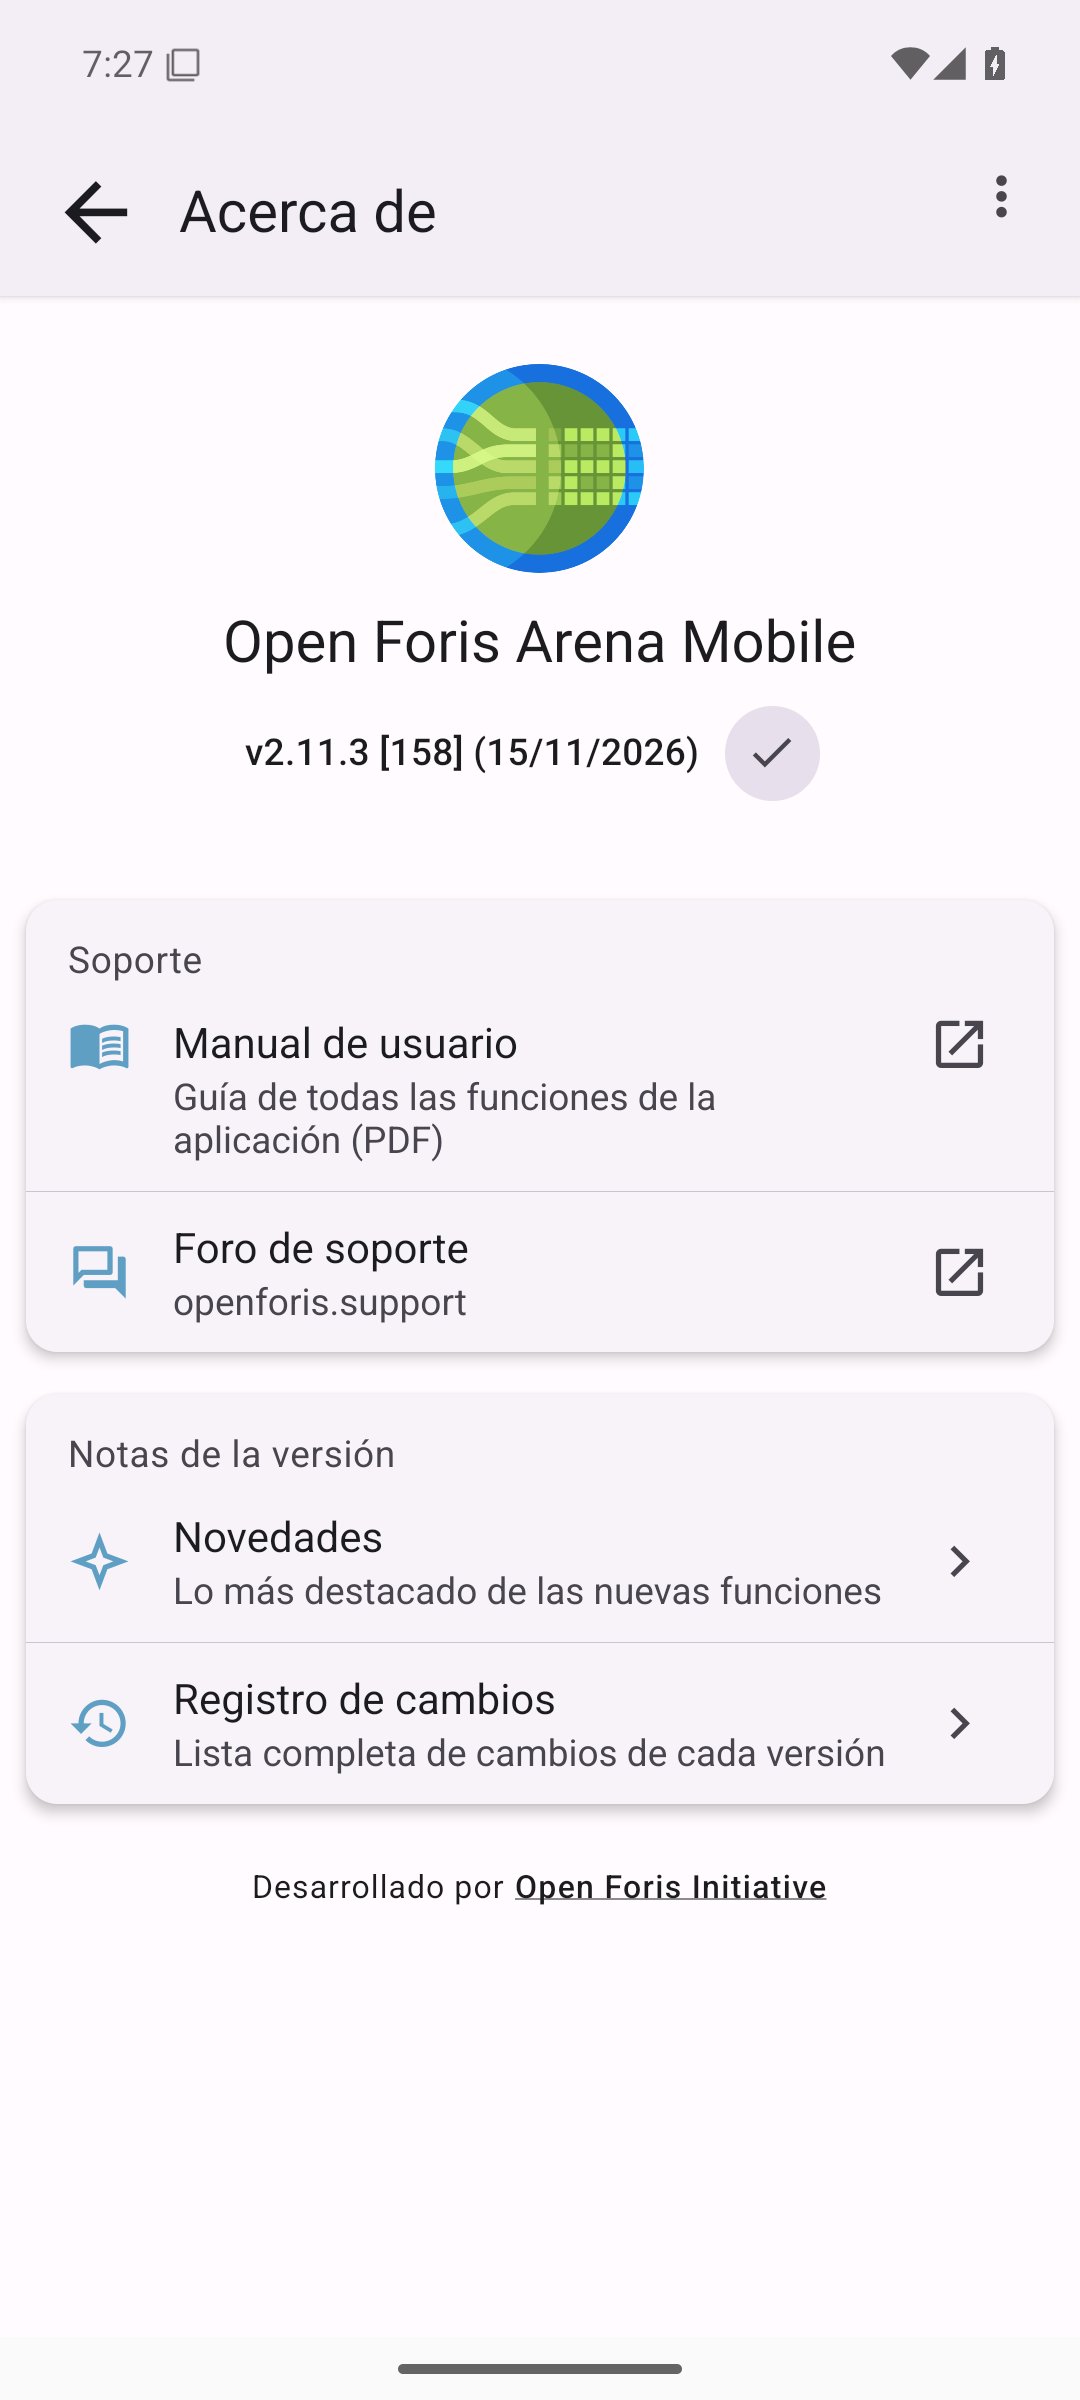 7:27
Acerca de
Open Foris Arena Mobile
v2.11.3 [158] (15/11/2026)
Soporte
Manual de usuario
Guía de todas las funciones de la
aplicación (PDF)
Foro de soporte
openforis.support
Notas de la versión
Novedades
Lo más destacado de las nuevas funciones
Registro de cambios
Lista completa de cambios de cada versión
Desarrollado por Open Foris Initiative